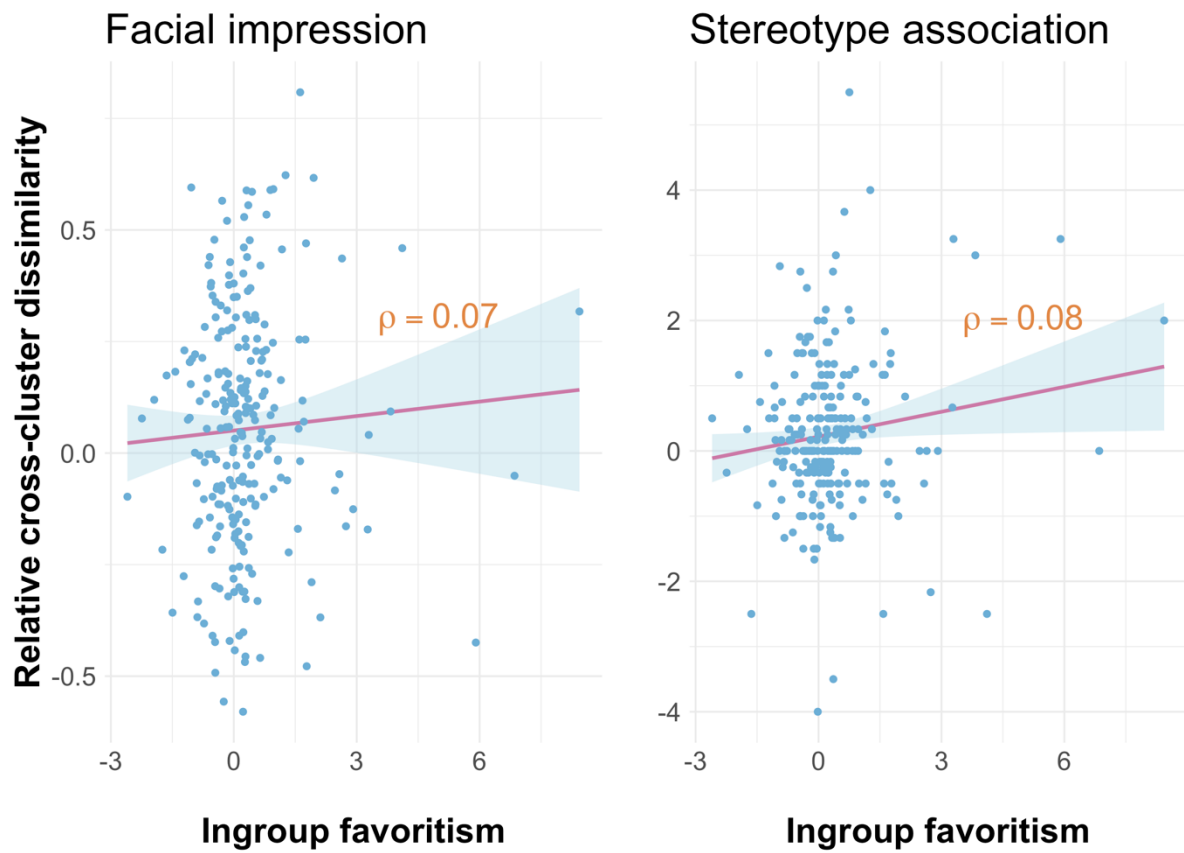 Facial impression
Stereotype association
Relative cross-cluster dissimilarity
0.5
0.0
-0.5
ρ = 0.07
-3
0
3
6
Ingroup favoritism
4
2
0
-2
-4
ρ = 0.08
-3
0
3
6
Ingroup favoritism